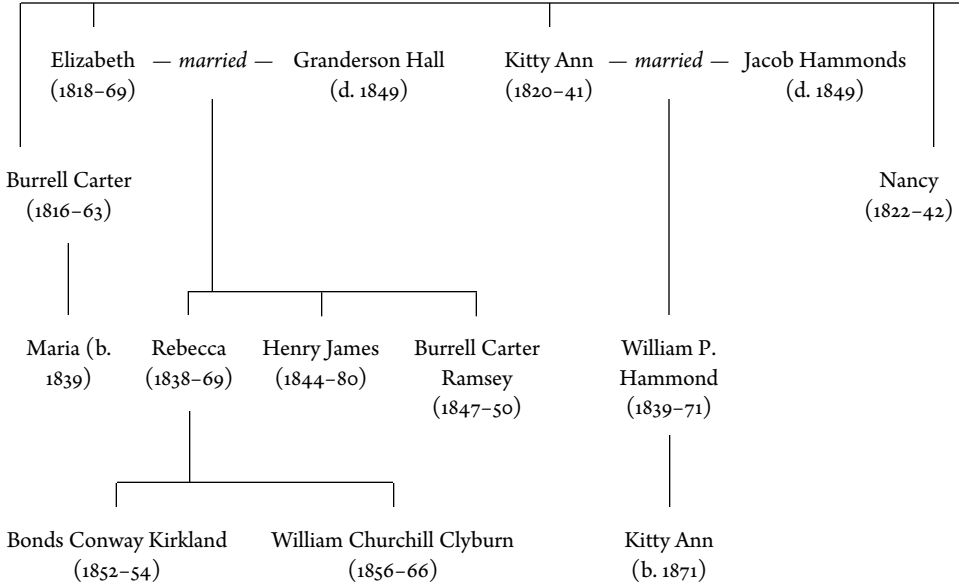 Elizabeth — married — Granderson Hall Kitty Ann — married — Jacob Hammonds
(1818–69) (d. 1849) (1820–41) (d. 1849)
Burrell Carter Nancy
(1816–63) (1822–42)
Maria (b. Rebecca Henry James Burrell Carter William P.
1839) (1838–69) (1844–80) Ramsey Hammond
(1847–50) (1839–71)
Bonds Conway Kirkland William Churchill Clyburn Kitty Ann
(1852–54) (1856–66) (b. 1871)